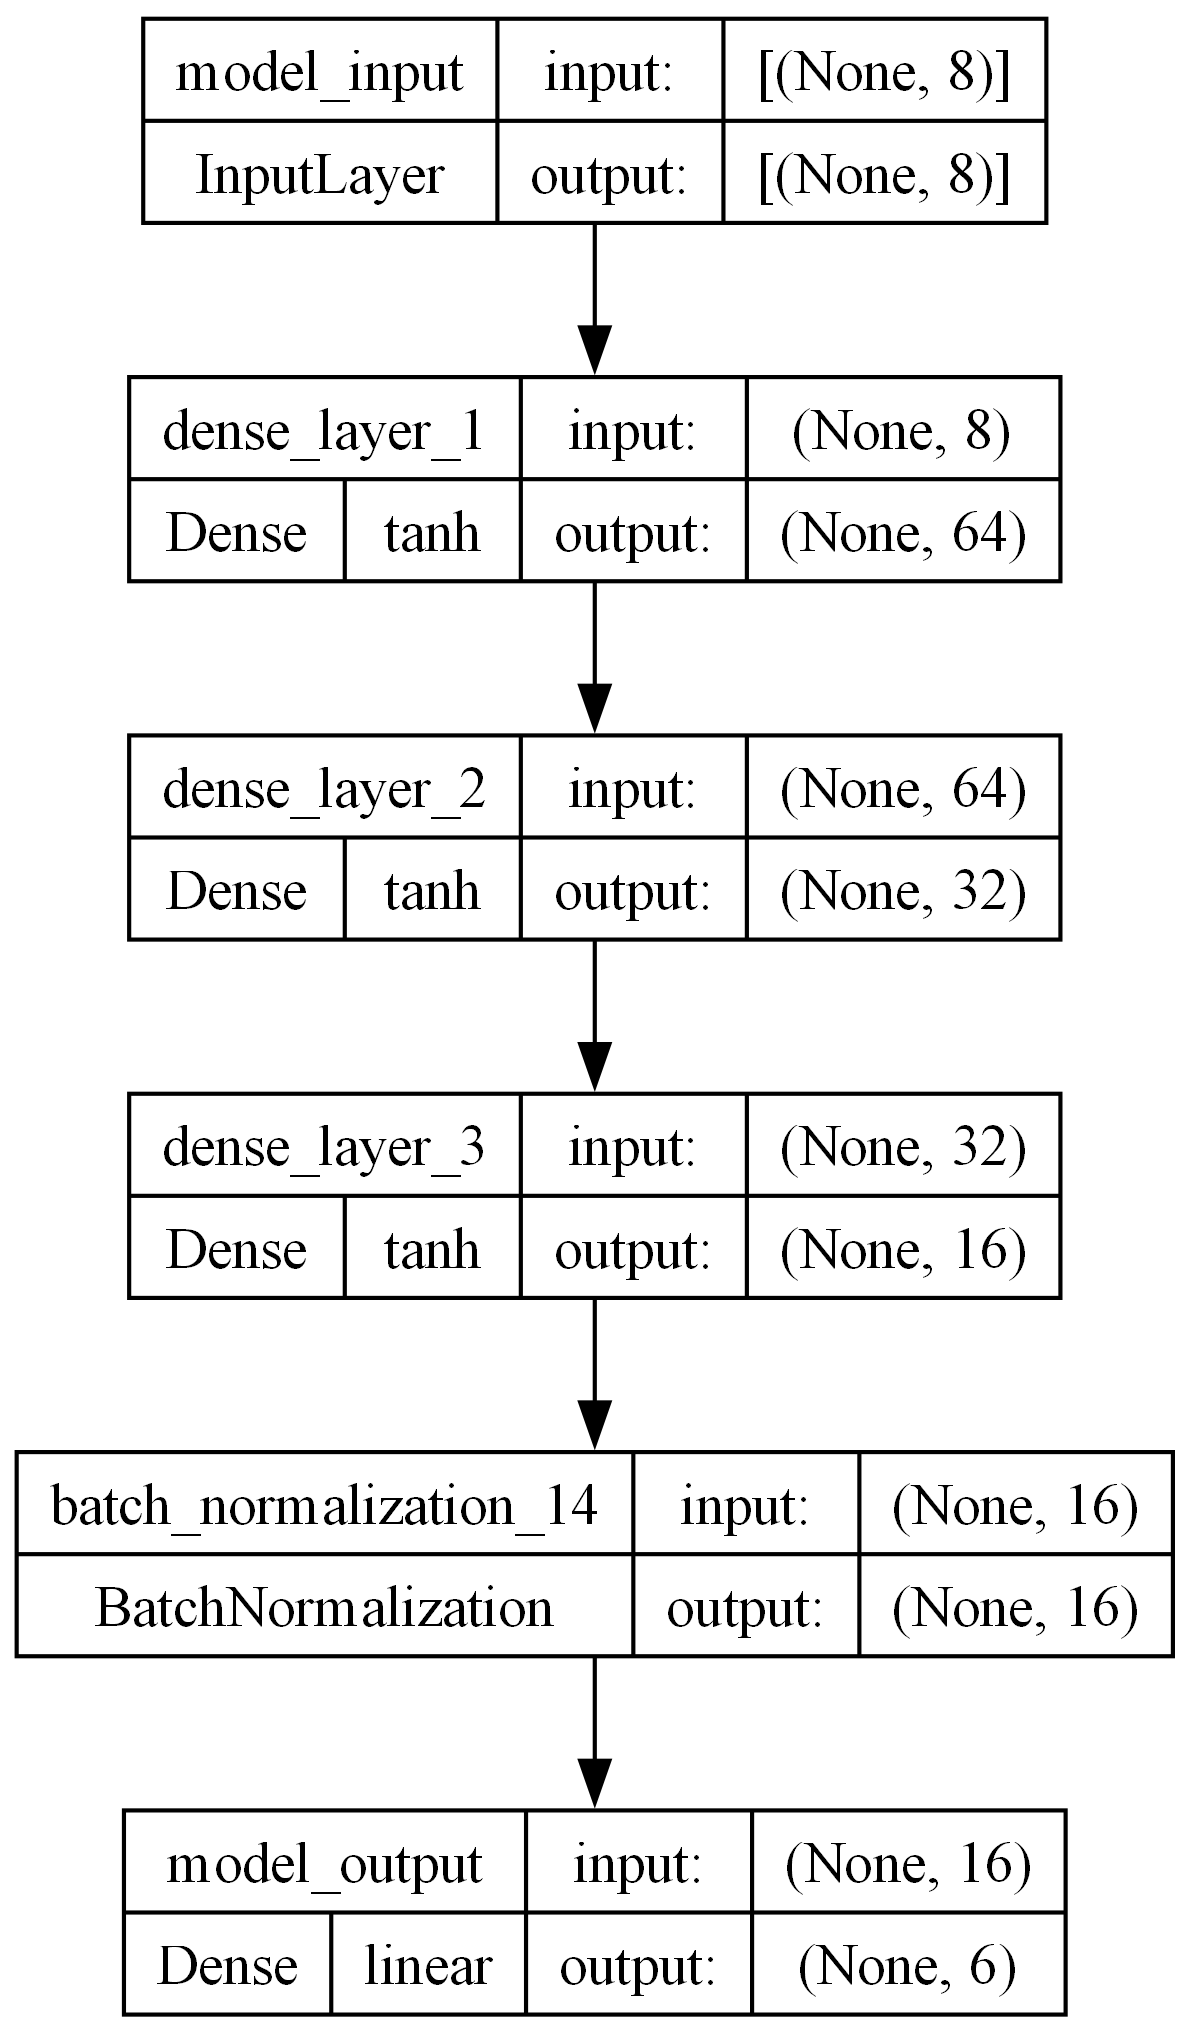 model_input input: [(None, 8)]
InputLayer output: [(None, 8)]
dense_layer_1 input: (None, 8)
Dense tanh output: (None, 64)
dense_layer_2 input: (None, 64)
Dense tanh output: (None, 32)
dense_layer_3 input: (None, 32)
Dense tanh output: (None, 16)
batch_normalization_14 input: (None, 16)
BatchNormalization output: (None, 16)
model_output input: (None, 16)
Dense linear output: (None, 6)